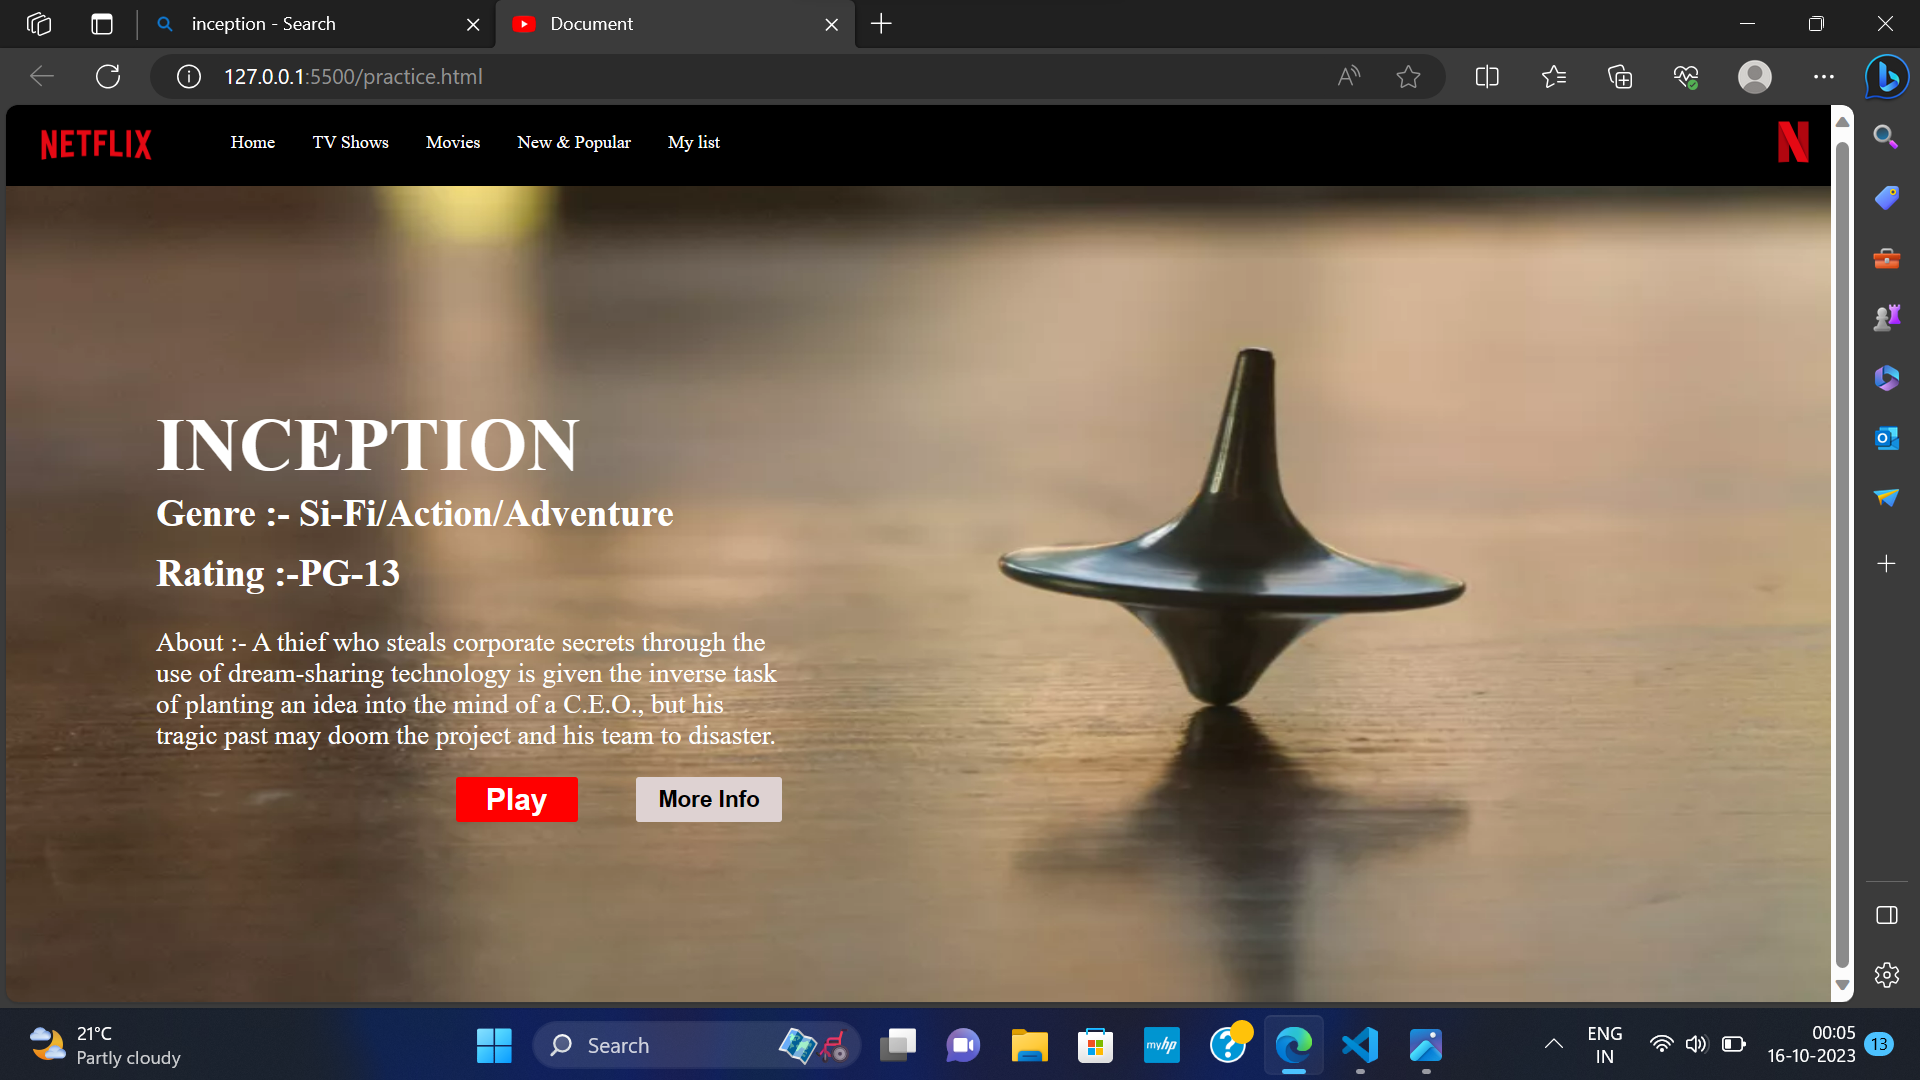 inception - Search
Document
127.0.0.1:5500/practice.html
NETFLIX
Home
TV Shows
Movies
New & Popular
My list
N
INCEPTION
Genre :- Si-Fi/Action/Adventure
Rating :-PG-13
About :- A thief who steals corporate secrets through the
use of dream-sharing technology is given the inverse task
of planting an idea into the mind of a C.E.O., but his
tragic past may doom the project and his team to disaster.
Play
More Info
21°C
Partly cloudy
Search
myhp
ENG
IN
00:05
16-10-2023
13